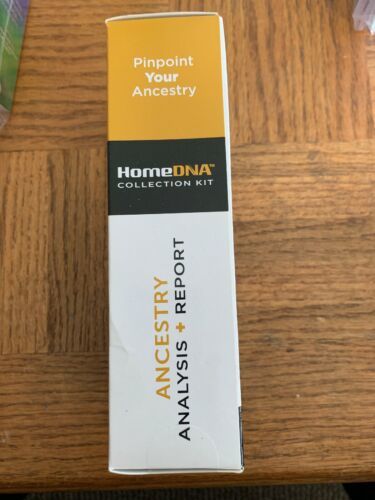 Pinpoint
Your
Ancestry
HomeDNA™
COLLECTION KIT
ANCESTRY
ANALYSIS + REPORT